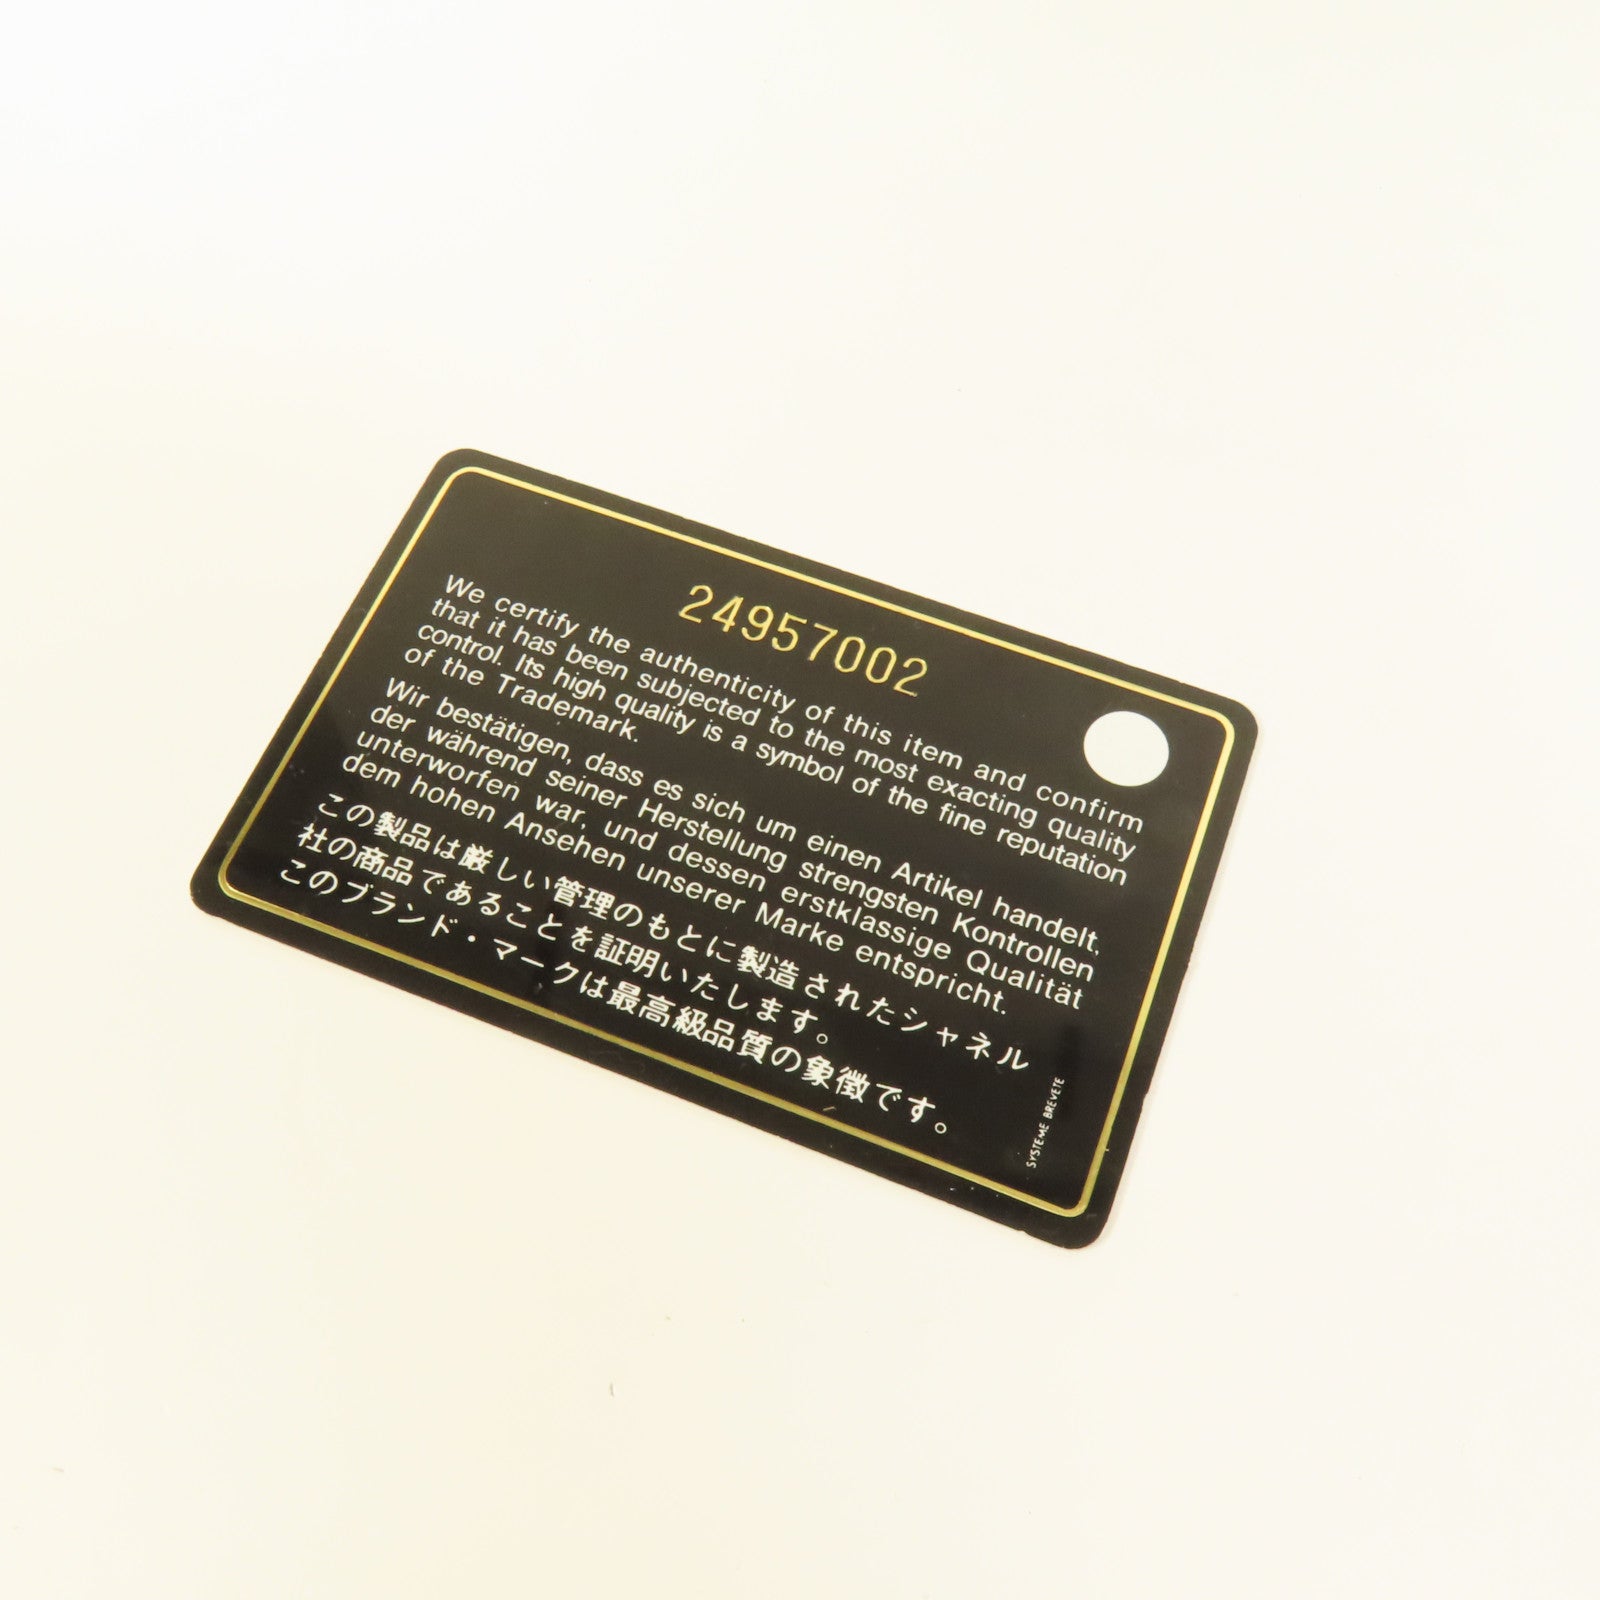 24957002
We certify the authenticity of this item and confirm
that it has been subjected to the most exacting quality
control. Its high quality is a symbol of the fine reputation
of the Trademark.
Wir bestätigen, dass es sich um einen Artikel handelt,
der während seiner Herstellung strengsten Kontrollen
unterworfen war, und dessen erstklassige Qualität
dem hohen Ansehen unserer Marke entspricht.
この製品は厳しい管理のもとに製造されたシャネル
社の商品であることを証明いたします。
このブランド・マークは最高級品質の象徴です。
SYSTEME BREVETE